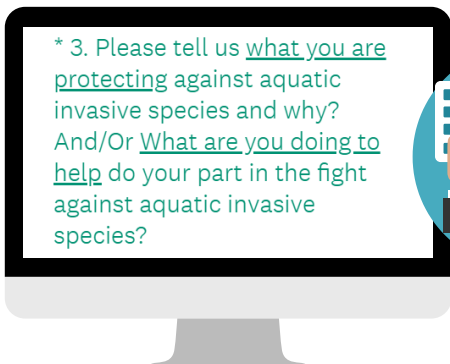 * 3. Please tell us what you are
protecting against aquatic
invasive species and why?
And/Or What are you doing to
help do your part in the fight
against aquatic invasive
species?